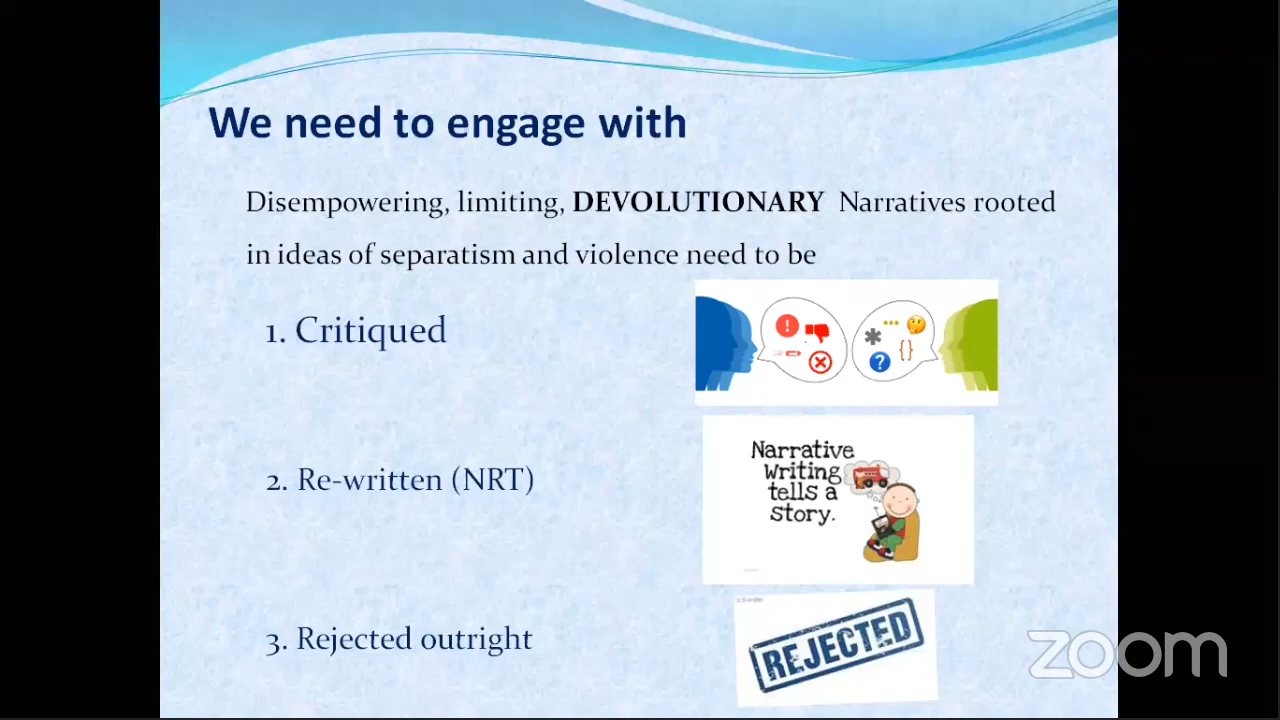 We need to engage with
Disempowering, limiting, DEVOLUTIONARY Narratives rooted
in ideas of separatism and violence need to be
1. Critiqued
2. Re-written (NRT)
Narrative
Writing
tells a
story.
3. Rejected outright
REJECTED
zoom